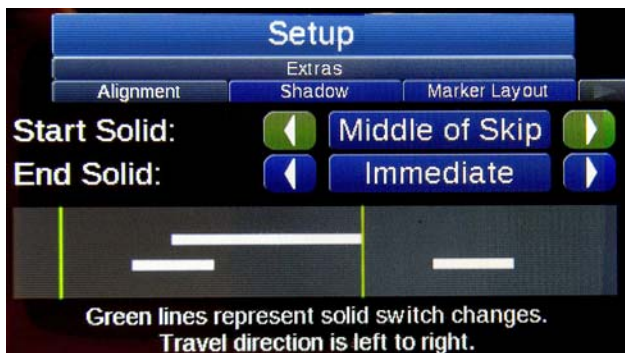 Setup
Extras
Alignment Shadow Marker Layout
Start Solid: Middle of Skip
End Solid: Immediate
Green lines represent solid switch changes.
Travel direction is left to right.